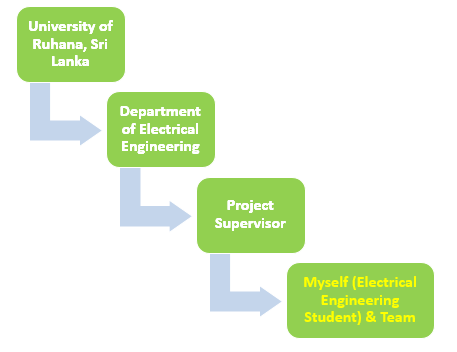 University of
Ruhana, Sri
Lanka
Department
of Electrical
Engineering
Project
Supervisor
Myself (Electrical
Engineering
Student) & Team